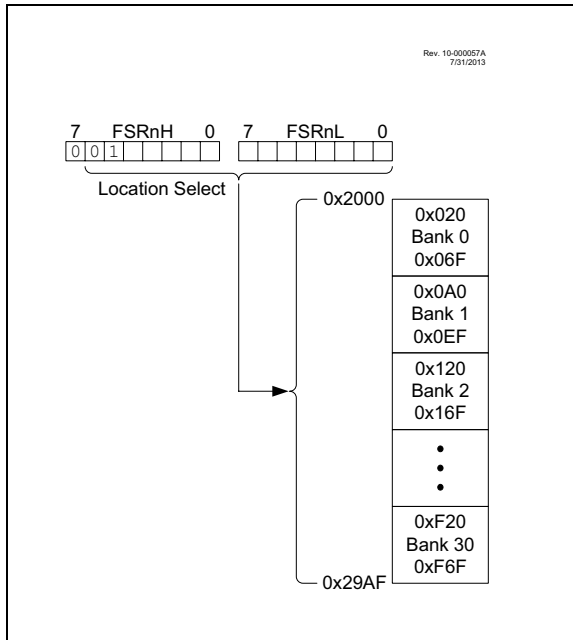 Rev. 10-000057A
7/31/2013
7 FSRnH 0 7 FSRnL 0
0 0 1
Location Select
0x2000
0x020
Bank 0
0x06F
0x0A0
Bank 1
0x0EF
0x120
Bank 2
0x16F
0xF20
Bank 30
0xF6F
0x29AF